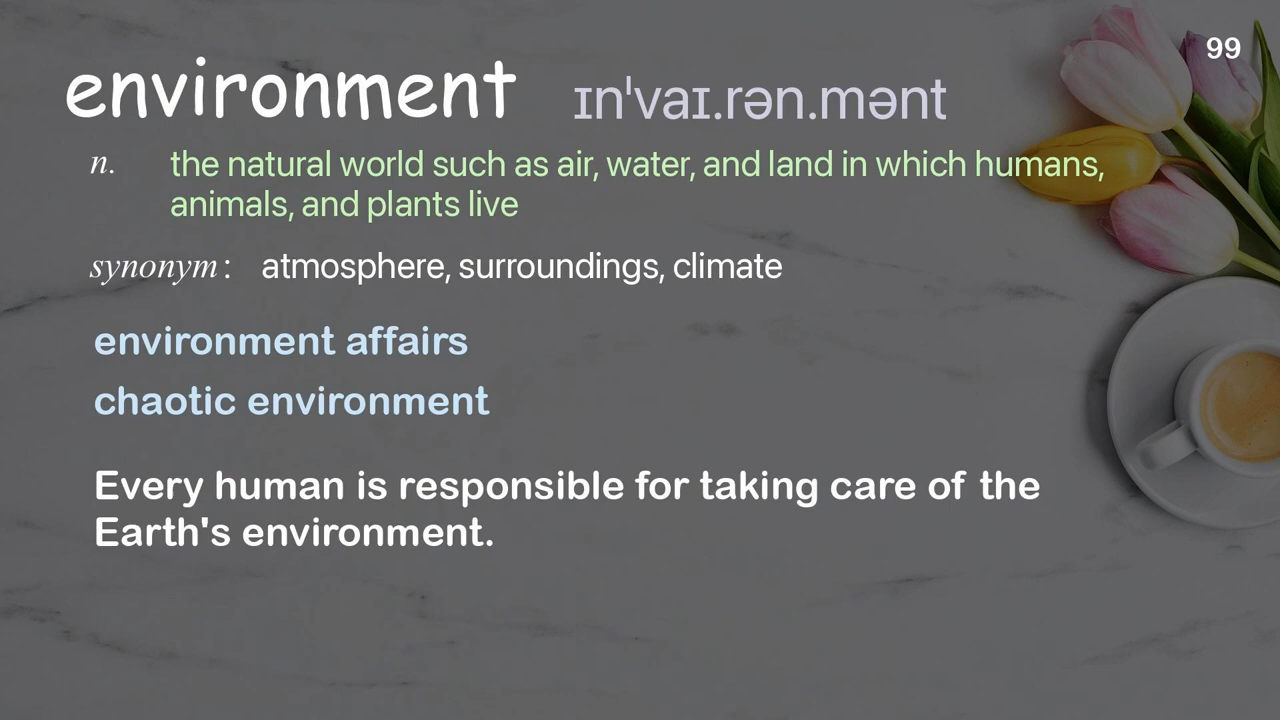 99
environment ɪnˈvaɪ.rən.mənt
n. the natural world such as air, water, and land in which humans,
animals, and plants live
synonym: atmosphere, surroundings, climate
environment affairs
chaotic environment
Every human is responsible for taking care of the
Earth's environment.